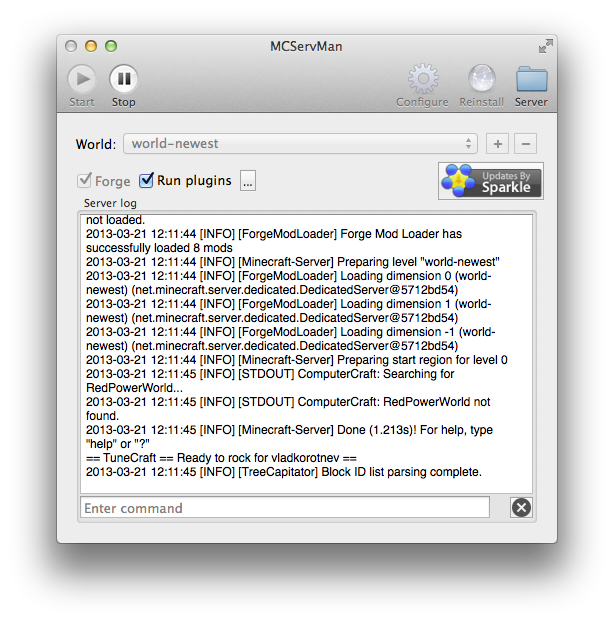 MCServMan
Start
Stop
Configure
Reinstall
Server
World:
world-newest
+
−
Forge
Run plugins
...
Updates By
Sparkle
Server log
not loaded.
2013-03-21 12:11:44 [INFO] [ForgeModLoader] Forge Mod Loader has
successfully loaded 8 mods
2013-03-21 12:11:44 [INFO] [Minecraft-Server] Preparing level "world-newest"
2013-03-21 12:11:44 [INFO] [ForgeModLoader] Loading dimension 0 (world-
newest) (net.minecraft.server.dedicated.DedicatedServer@5712bd54)
2013-03-21 12:11:44 [INFO] [ForgeModLoader] Loading dimension 1 (world-
newest) (net.minecraft.server.dedicated.DedicatedServer@5712bd54)
2013-03-21 12:11:44 [INFO] [ForgeModLoader] Loading dimension -1 (world-
newest) (net.minecraft.server.dedicated.DedicatedServer@5712bd54)
2013-03-21 12:11:44 [INFO] [Minecraft-Server] Preparing start region for level 0
2013-03-21 12:11:45 [INFO] [STDOUT] ComputerCraft: Searching for
RedPowerWorld...
2013-03-21 12:11:45 [INFO] [STDOUT] ComputerCraft: RedPowerWorld not
found.
2013-03-21 12:11:45 [INFO] [Minecraft-Server] Done (1.213s)! For help, type
"help" or "?"
== TuneCraft == Ready to rock for vladkorotnev ==
2013-03-21 12:11:45 [INFO] [TreeCapitator] Block ID list parsing complete.
Enter command